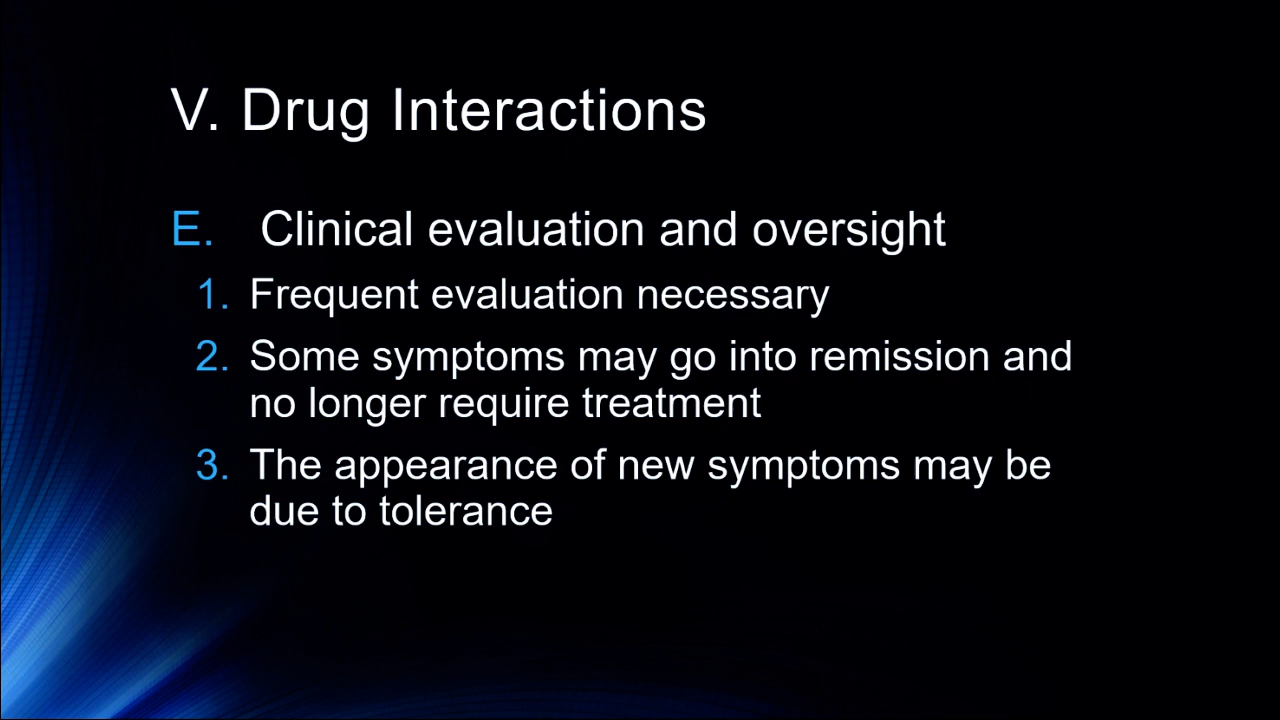 V. Drug Interactions
E. Clinical evaluation and oversight
1. Frequent evaluation necessary
2. Some symptoms may go into remission and
no longer require treatment
3. The appearance of new symptoms may be
due to tolerance